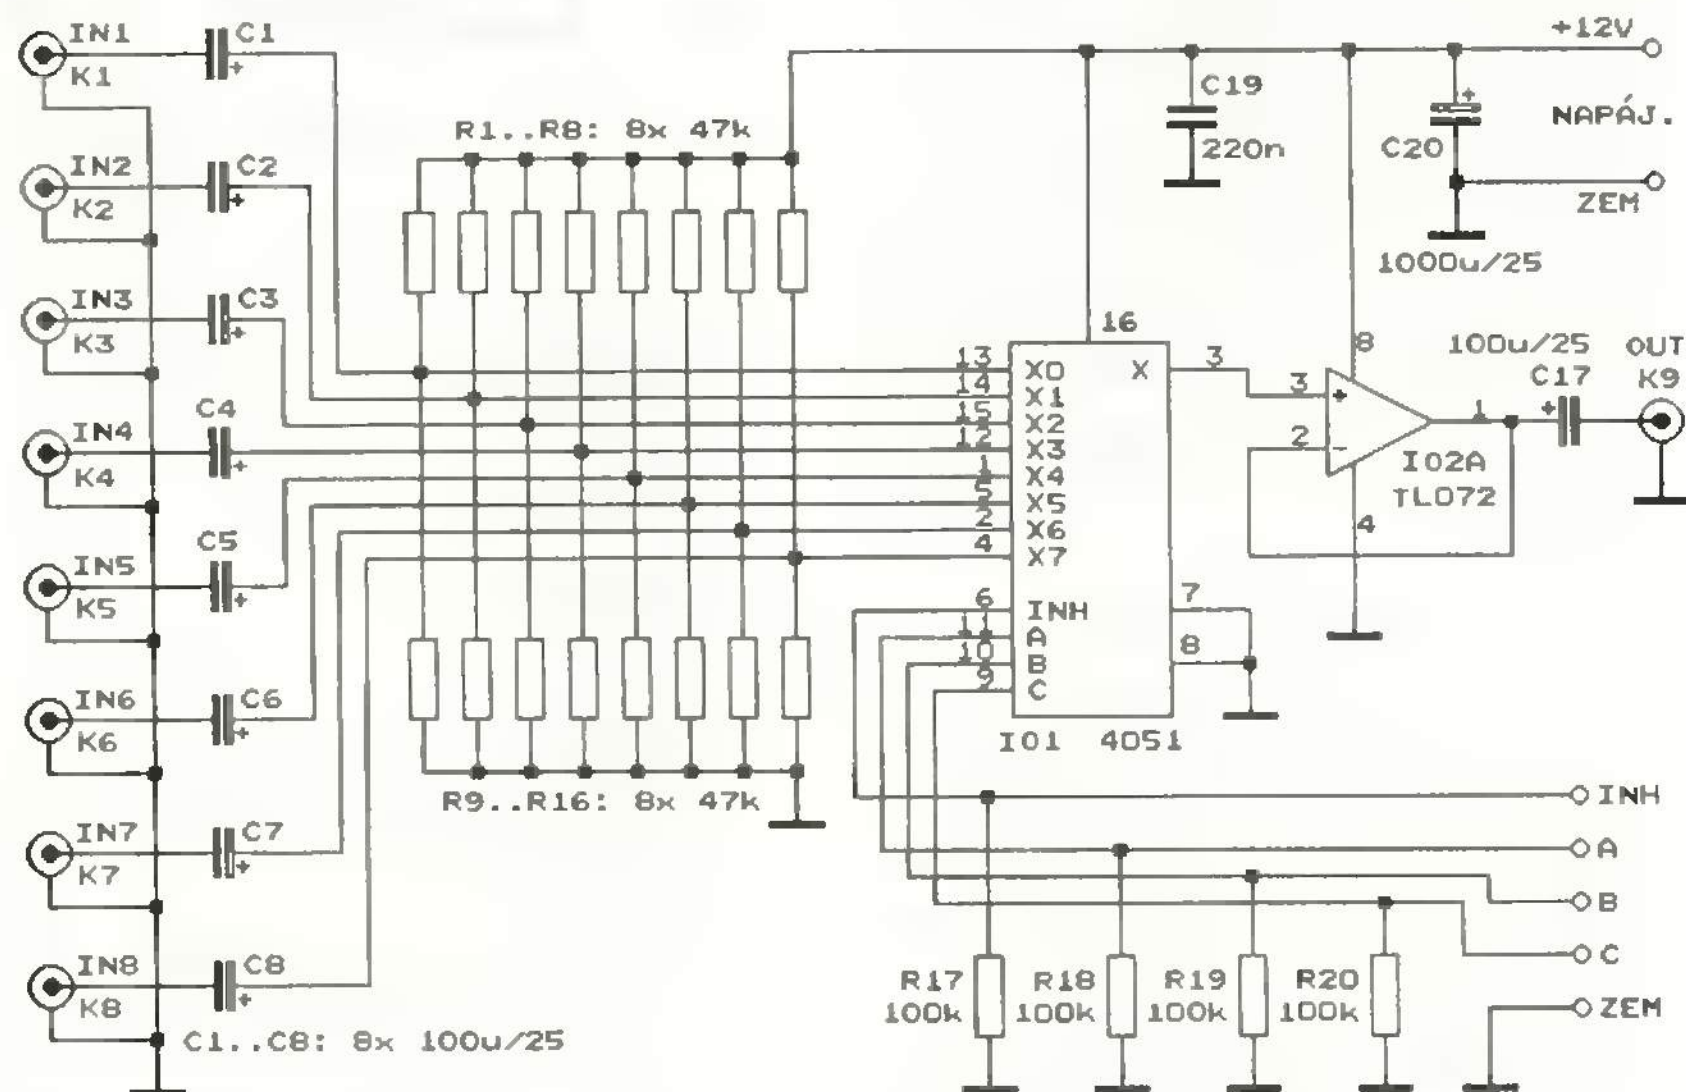 IN1
K1
C1
IN2
K2
C2
IN3
K3
C3
IN4
K4
C4
IN5
K5
C5
IN6
K6
C6
IN7
K7
C7
IN8
K8
C8
C1..C8: 8x 100u/25
R1..R8: 8x 47k
R9..R16: 8x 47k
+12V
NAPÁJ.
ZEM
C19
220n
C20
1000u/25
16
13 X0
14 X1
15 X2
12 X3
1 X4
5 X5
2 X6
4 X7
6 INH
11 A
10 B
9 C
X 3
7
8
IO1 4051
3 +
2 -
8
4
1
IO2A
TL072
100u/25
C17
OUT
K9
INH
A
B
C
ZEM
R17
100k
R18
100k
R19
100k
R20
100k